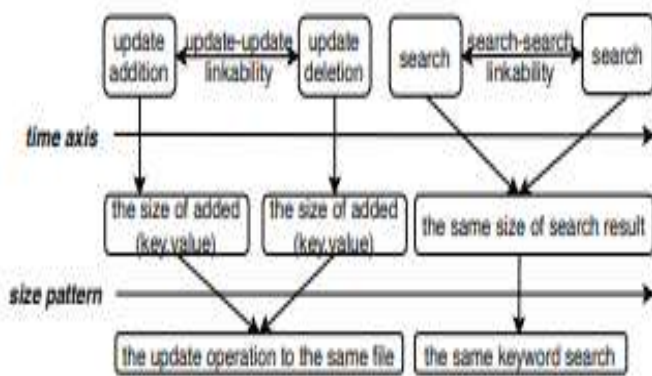 update
addition
update-update
linkability
update
deletion
search
search-search
linkability
search
time axis
the size of added
(key,value)
the size of added
(key,value)
the same size of search result
size pattern
the update operation to the same file
the same keyword search